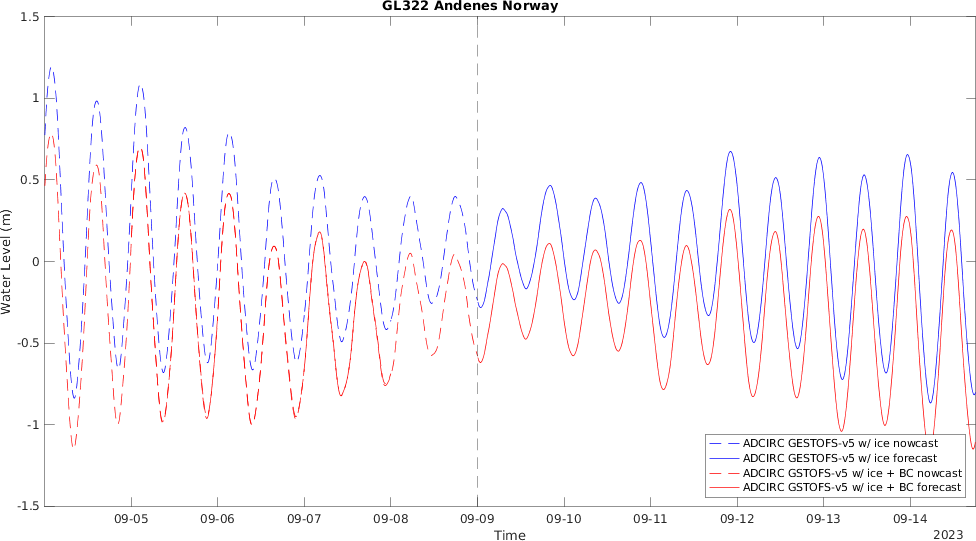 GL322 Andenes Norway
1.5
1
0.5
0
-0.5
-1
-1.5
Water Level (m)
ADCIRC GESTOFS-v5 w/ ice nowcast
ADCIRC GESTOFS-v5 w/ ice forecast
ADCIRC GSTOFS-v5 w/ ice + BC nowcast
ADCIRC GSTOFS-v5 w/ ice + BC forecast
09-05 09-06 09-07 09-08 09-09 09-10 09-11 09-12 09-13 09-14
Time
2023